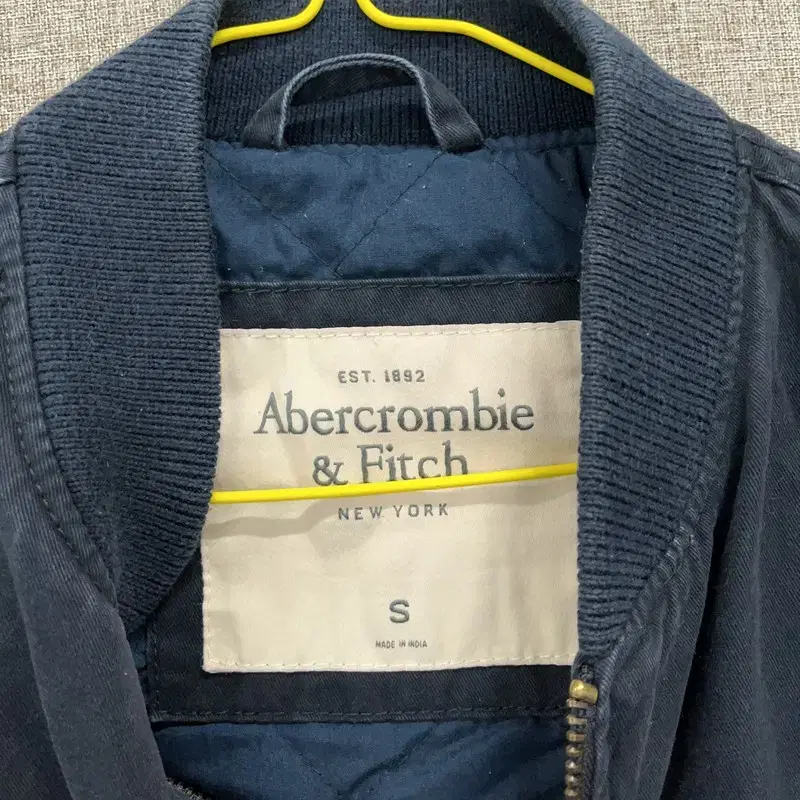 EST. 1892
Abercrombie
& Fitch
NEW YORK
S
MADE IN INDIA